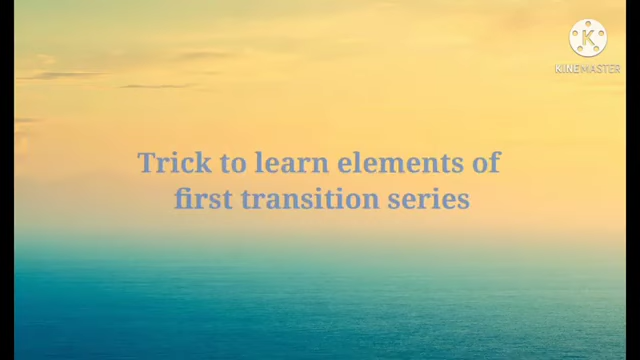 K
KINEMASTER
Trick to learn elements of
first transition series